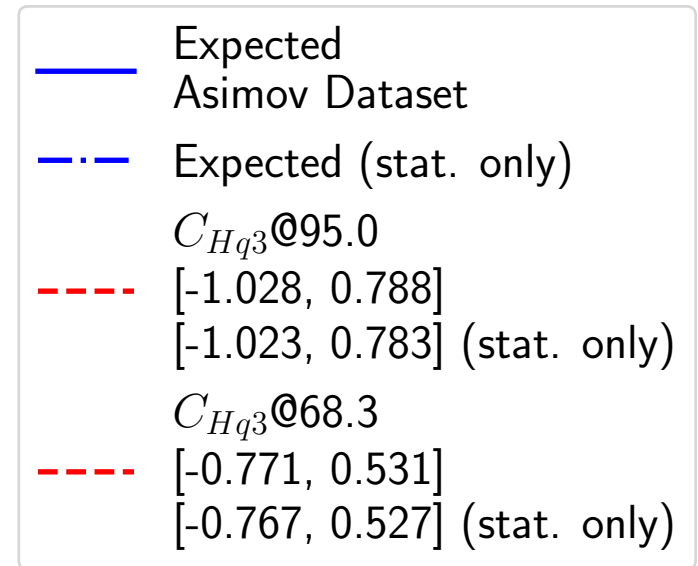 Expected
Asimov Dataset
Expected (stat. only)
$C_{Hq3}$@95.0
[-1.028, 0.788]
[-1.023, 0.783] (stat. only)
$C_{Hq3}$@68.3
[-0.771, 0.531]
[-0.767, 0.527] (stat. only)